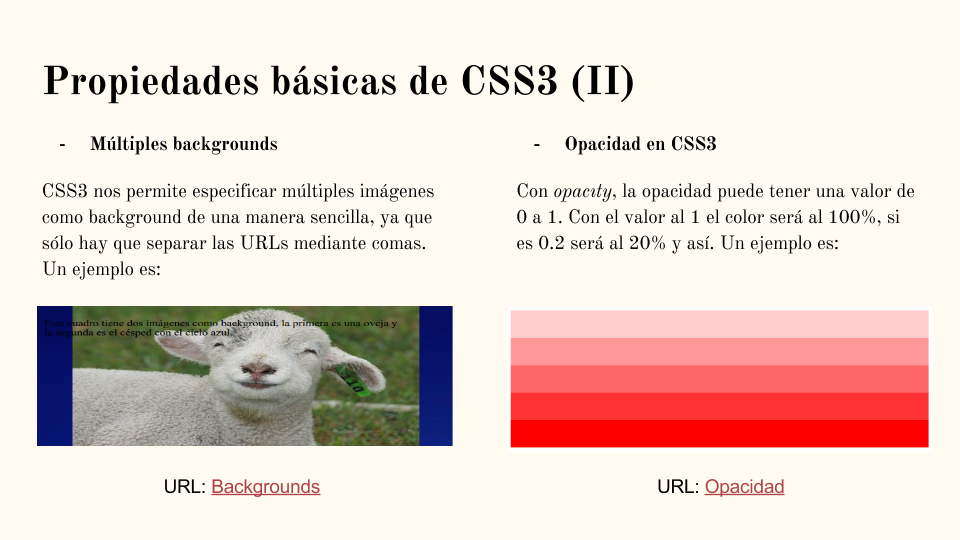 Propiedades básicas de CSS3 (II)
- Múltiples backgrounds
CSS3 nos permite especificar múltiples imágenes
como background de una manera sencilla, ya que
sólo hay que separar las URLs mediante comas.
Un ejemplo es:
Este cuadro tiene dos imágenes como background, la primera es una oveja y
la segunda es el césped con el cielo azul.
URL: Backgrounds
- Opacidad en CSS3
Con opacity, la opacidad puede tener una valor de
0 a 1. Con el valor al 1 el color será al 100%, si
es 0.2 será al 20% y así. Un ejemplo es:
URL: Opacidad